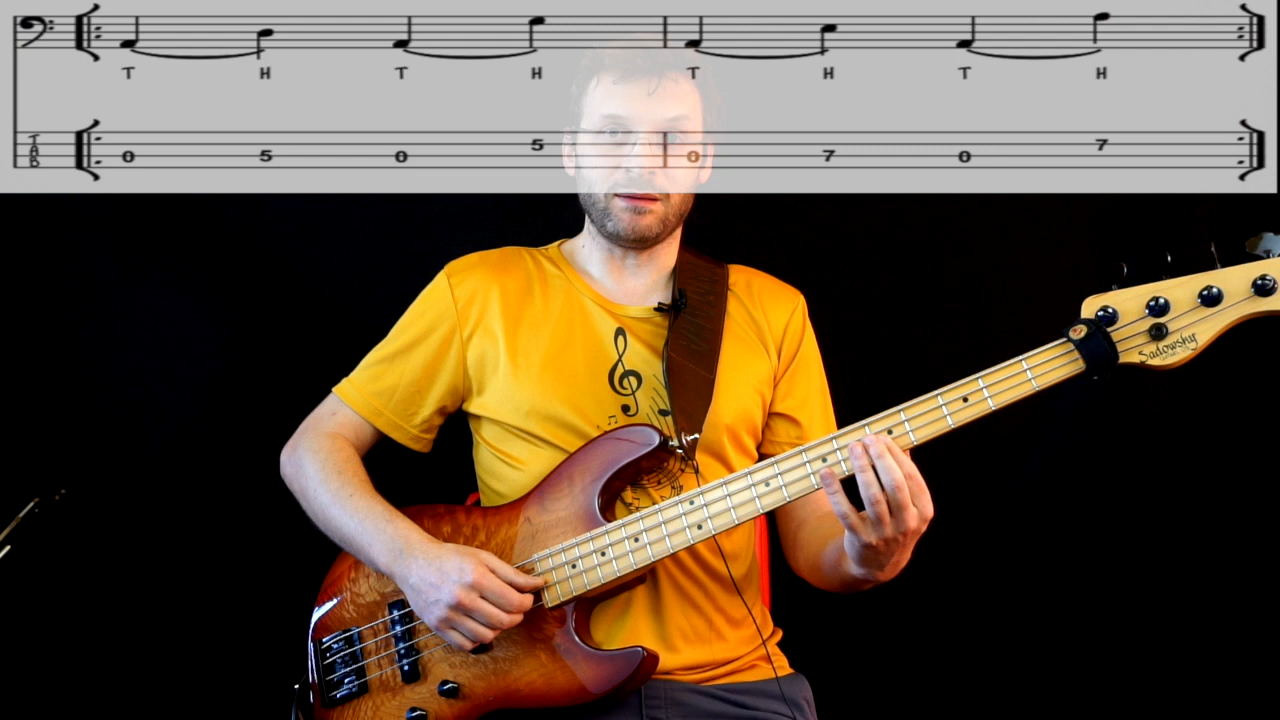 T H T H T H T H
T
A
B
0 5 0 5 0 7 0 7
Sadowsky